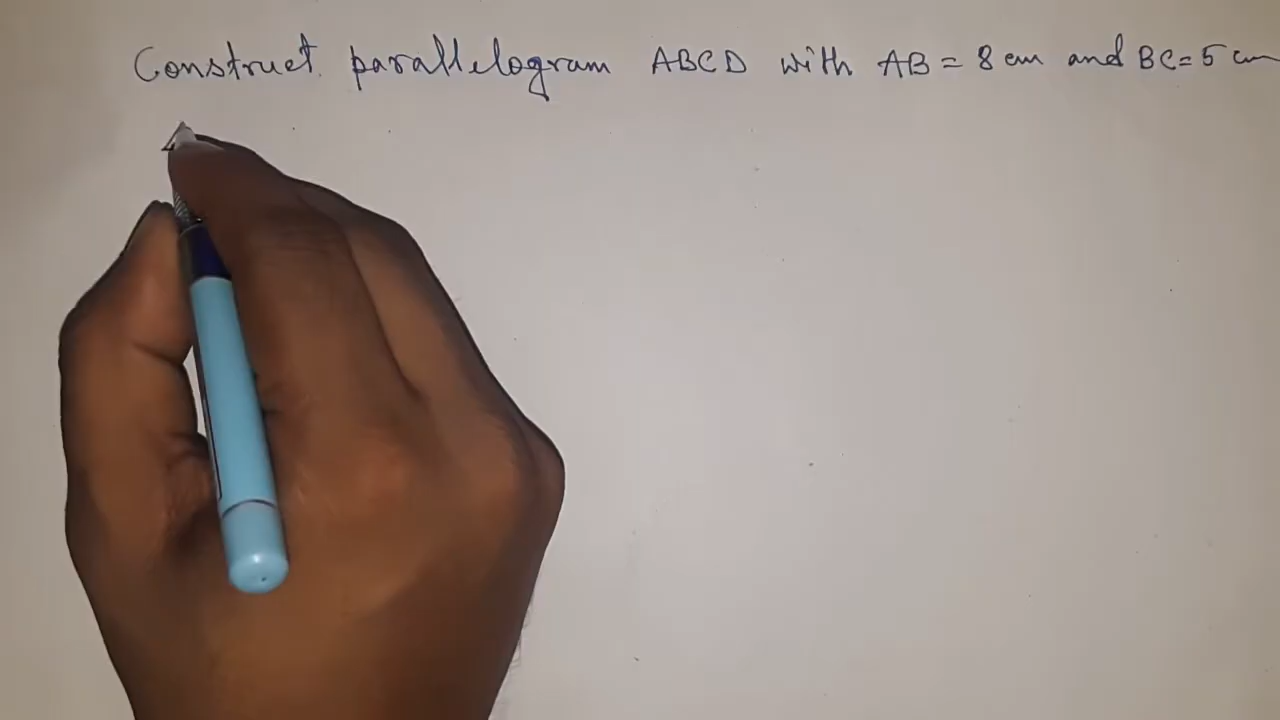 Construct parallelogram ABCD with AB = 8 cm and BC = 5 cm